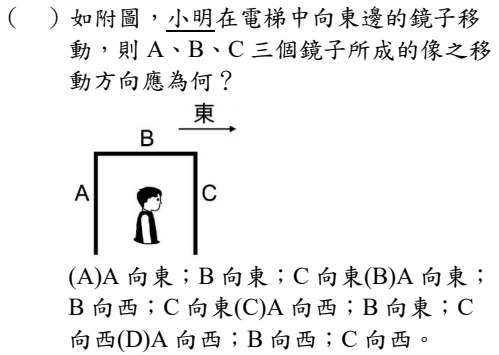 （　）如附圖，小明在電梯中向東邊的鏡子移
動，則 A、B、C 三個鏡子所成的像之移
動方向應為何？
東
B
A
C
(A)A 向東；B 向東；C 向東(B)A 向東；
B 向西；C 向東(C)A 向西；B 向東；C
向西(D)A 向西；B 向西；C 向西。